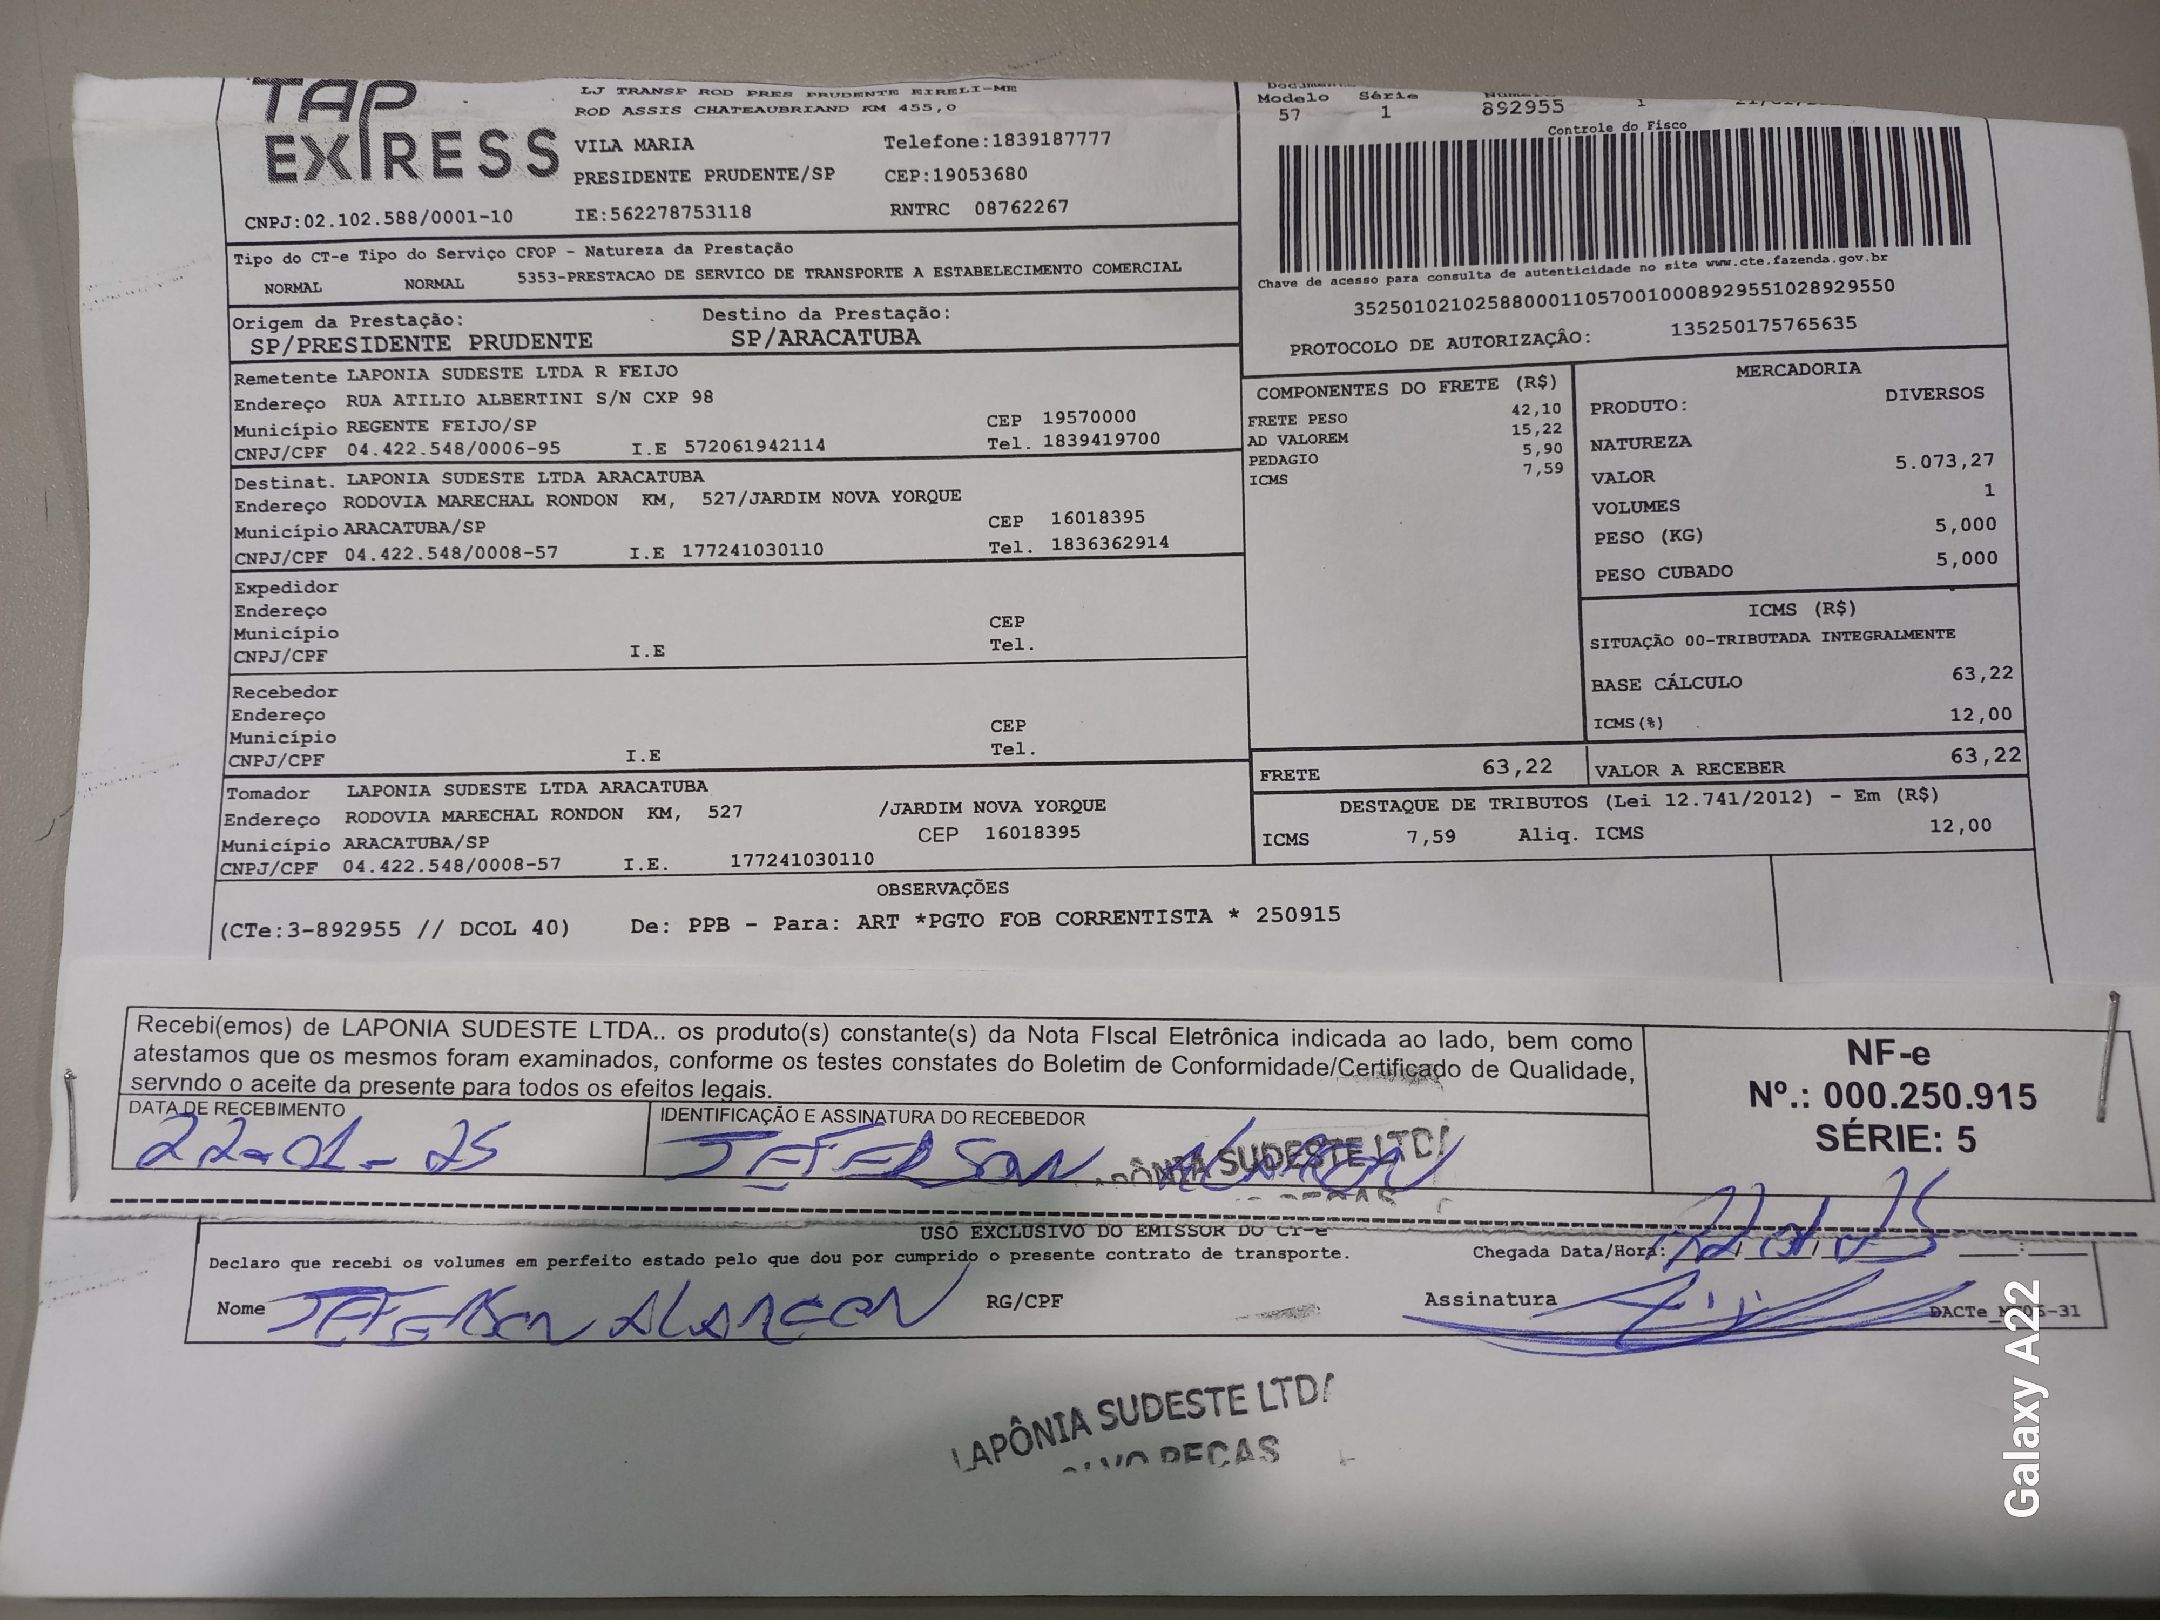 TAP
EXPRESS
LJ TRANSP ROD PRES PRUDENTE EIRELI-ME
ROD ASSIS CHATEAUBRIAND KM 455,0
VILA MARIA Telefone:1839187777
PRESIDENTE PRUDENTE/SP CEP:19053680
CNPJ:02.102.588/0001-10 IE:562278753118 RNTRC 08762267
Modelo Série
57 1 892955 1
Controle do Fisco
Chave de acesso para consulta de autenticidade no site www.cte.fazenda.gov.br
35250102102588000110570010008929551028929550
PROTOCOLO DE AUTORIZAÇÂO: 135250175765635
Tipo do CT-e Tipo do Serviço CFOP - Natureza da Prestação
NORMAL NORMAL 5353-PRESTACAO DE SERVICO DE TRANSPORTE A ESTABELECIMENTO COMERCIAL
Origem da Prestação: Destino da Prestação:
SP/PRESIDENTE PRUDENTE SP/ARACATUBA
Remetente LAPONIA SUDESTE LTDA R FEIJO
Endereço RUA ATILIO ALBERTINI S/N CXP 98
Município REGENTE FEIJO/SP CEP 19570000
CNPJ/CPF 04.422.548/0006-95 I.E 572061942114 Tel. 1839419700
Destinat. LAPONIA SUDESTE LTDA ARACATUBA
Endereço RODOVIA MARECHAL RONDON KM, 527/JARDIM NOVA YORQUE
Município ARACATUBA/SP CEP 16018395
CNPJ/CPF 04.422.548/0008-57 I.E 177241030110 Tel. 1836362914
Expedidor
Endereço
Município CEP
CNPJ/CPF I.E Tel.
Recebedor
Endereço
Município CEP
CNPJ/CPF I.E Tel.
Tomador LAPONIA SUDESTE LTDA ARACATUBA
Endereço RODOVIA MARECHAL RONDON KM, 527 /JARDIM NOVA YORQUE
Município ARACATUBA/SP CEP 16018395
CNPJ/CPF 04.422.548/0008-57 I.E. 177241030110
COMPONENTES DO FRETE (R$)
FRETE PESO 42,10
AD VALOREM 15,22
PEDAGIO 5,90
ICMS 7,59
MERCADORIA
PRODUTO: DIVERSOS
NATUREZA
VALOR 5.073,27
VOLUMES 1
PESO (KG) 5,000
PESO CUBADO 5,000
ICMS (R$)
SITUAÇÃO 00-TRIBUTADA INTEGRALMENTE
BASE CÁLCULO 63,22
ICMS(%) 12,00
FRETE 63,22 VALOR A RECEBER 63,22
DESTAQUE DE TRIBUTOS (Lei 12.741/2012) - Em (R$)
ICMS 7,59 Aliq. ICMS 12,00
OBSERVAÇÕES
(CTe:3-892955 // DCOL 40) De: PPB - Para: ART *PGTO FOB CORRENTISTA * 250915
Recebi(emos) de LAPONIA SUDESTE LTDA.. os produto(s) constante(s) da Nota FIscal Eletrônica indicada ao lado, bem como
atestamos que os mesmos foram examinados, conforme os testes constates do Boletim de Conformidade/Certificado de Qualidade,
servndo o aceite da presente para todos os efeitos legais.
DATA DE RECEBIMENTO IDENTIFICAÇÃO E ASSINATURA DO RECEBEDOR
22-01-25 JEFERSON
SUDESTE LTD
NF-e
Nº.: 000.250.915
SÉRIE: 5
USO EXCLUSIVO DO EMISSOR DO CT-e
Declaro que recebi os volumes em perfeito estado pelo que dou por cumprido o presente contrato de transporte. Chegada Data/Hora: 22/01/25
Nome JEFERSON ALARCON RG/CPF Assinatura
LAPÔNIA SUDESTE LTD
Galaxy A22